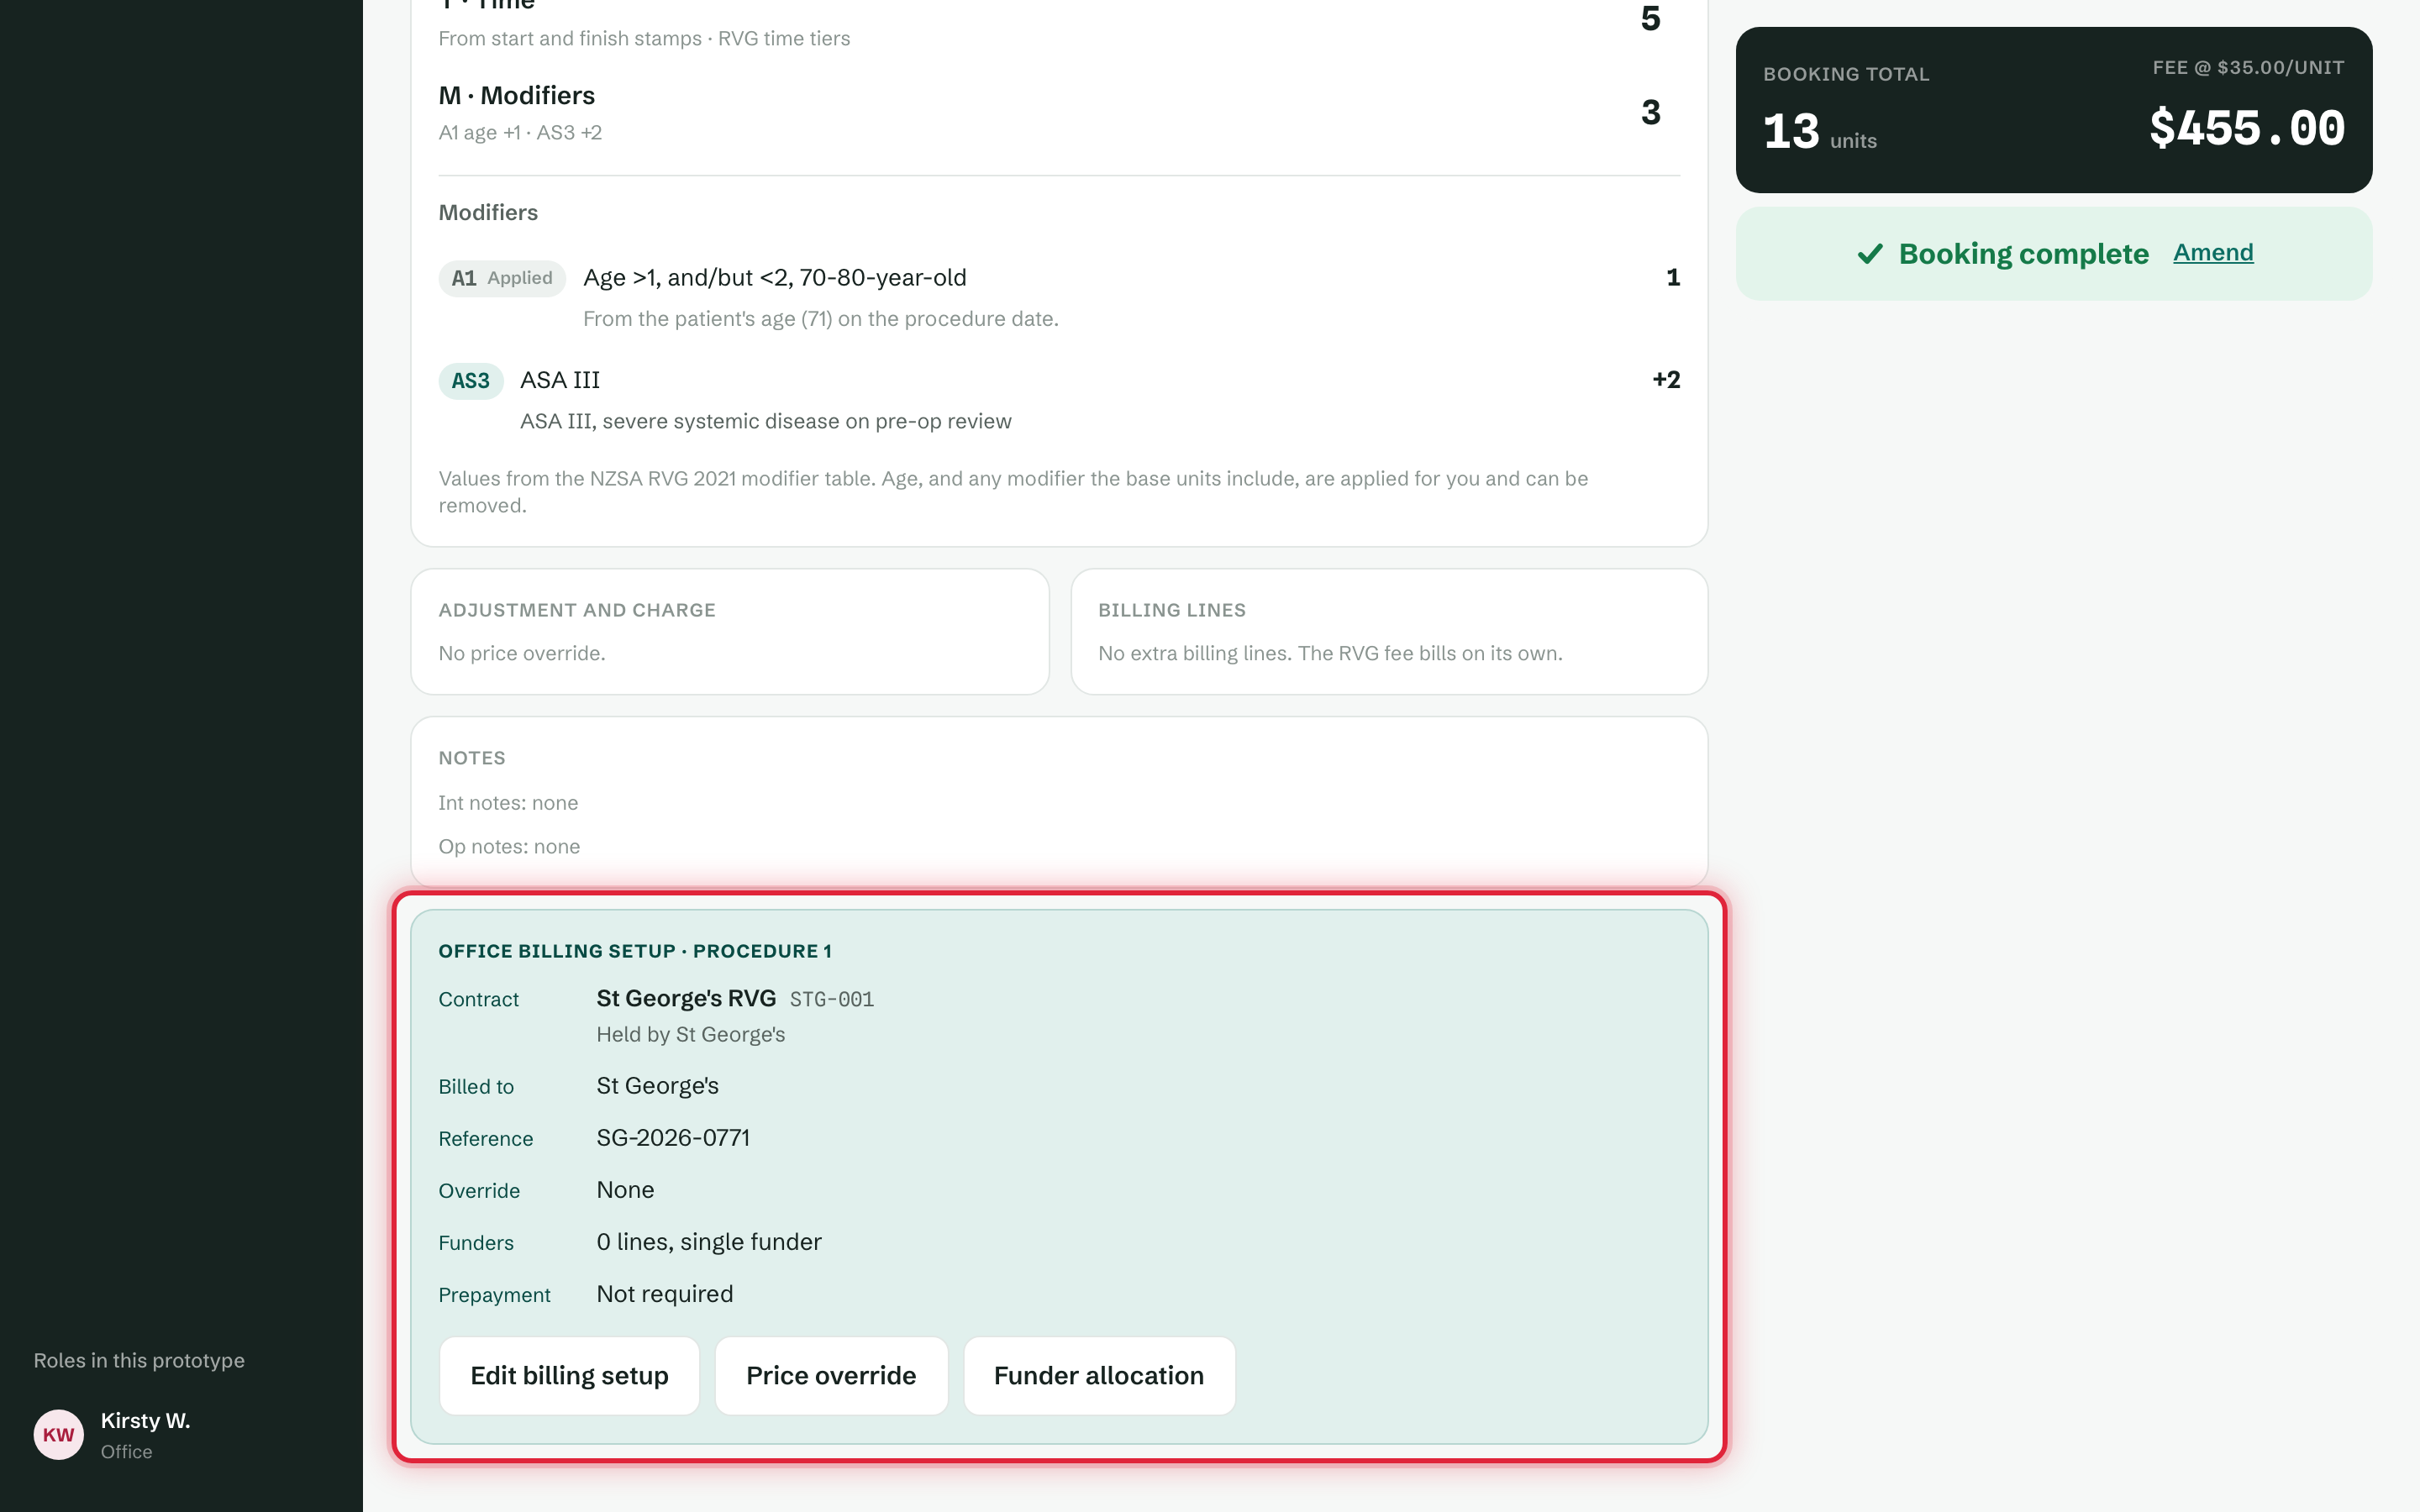 T · Time
5
From start and finish stamps · RVG time tiers
M · Modifiers
3
A1 age +1 · AS3 +2
Modifiers
A1 Applied Age >1, and/but <2, 70-80-year-old 1
From the patient's age (71) on the procedure date.
AS3 ASA III +2
ASA III, severe systemic disease on pre-op review
Values from the NZSA RVG 2021 modifier table. Age, and any modifier the base units include, are applied for you and can be
removed.
ADJUSTMENT AND CHARGE
No price override.
BILLING LINES
No extra billing lines. The RVG fee bills on its own.
NOTES
Int notes: none
Op notes: none
OFFICE BILLING SETUP · PROCEDURE 1
Contract St George's RVG STG-001
Held by St George's
Billed to St George's
Reference SG-2026-0771
Override None
Funders 0 lines, single funder
Prepayment Not required
Edit billing setup Price override Funder allocation
BOOKING TOTAL
FEE @ $35.00/UNIT
13 units
$455.00
Booking complete Amend
Roles in this prototype
KW
Kirsty W.
Office